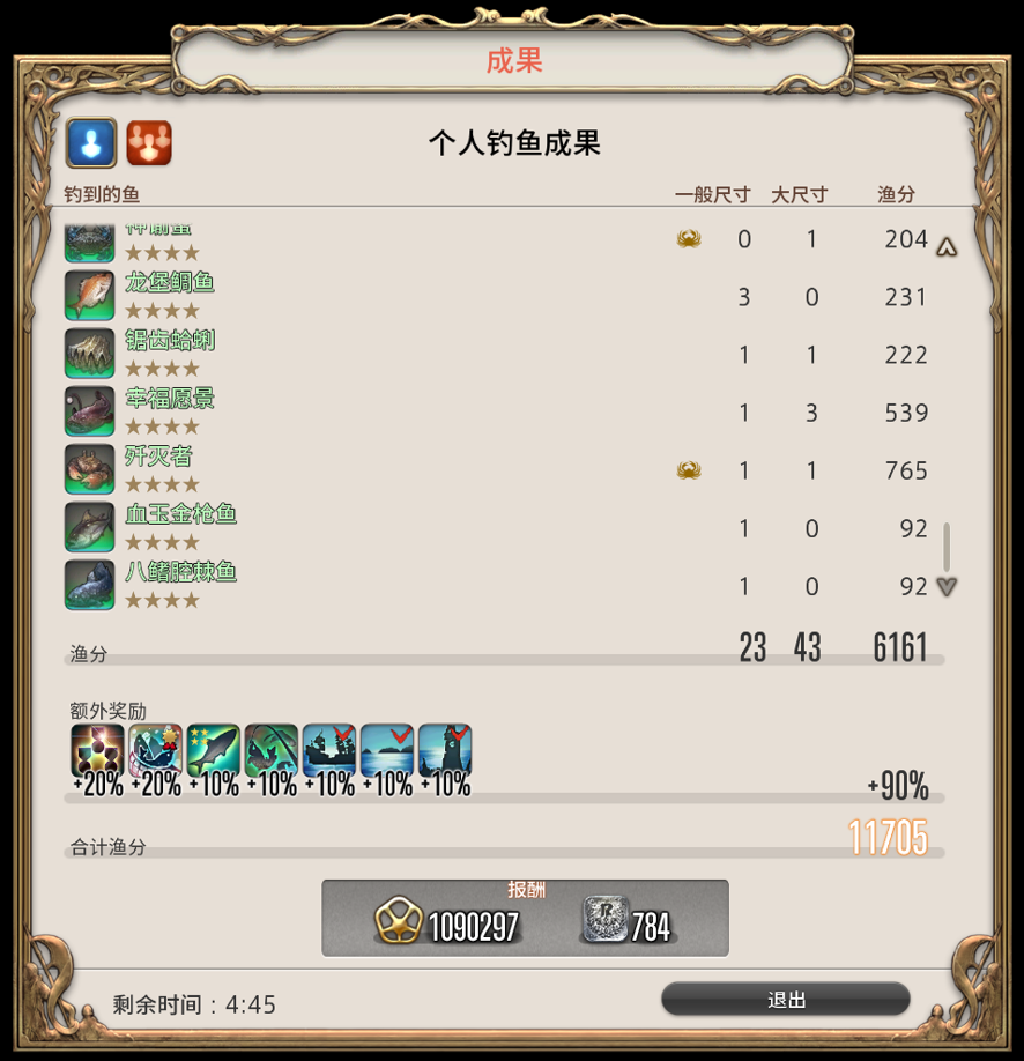 成果
个人钓鱼成果
钓到的鱼 一般尺寸 大尺寸 渔分
0 1 204
★★★★
龙堡鲷鱼
★★★★ 3 0 231
锯齿蛤蜊
★★★★ 1 1 222
幸福愿景
★★★★ 1 3 539
歼灭者
★★★★ 1 1 765
血玉金枪鱼
★★★★ 1 0 92
八鳍腔棘鱼
★★★★ 1 0 92
渔分 23 43 6161
额外奖励
+20% +20% +10% +10% +10% +10% +10% +90%
合计渔分 11705
报酬
1090297 784
剩余时间：4:45 退出